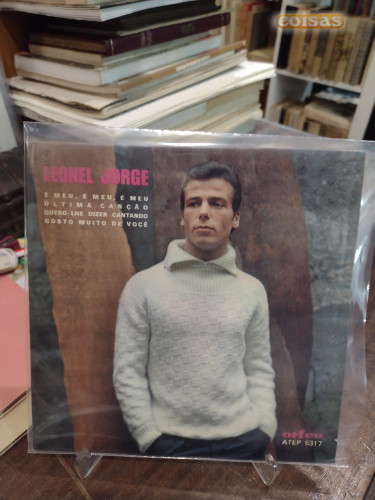 coisas
LEONEL JORGE
É MEU, É MEU, É MEU
ÚLTIMA CANÇÃO
QUERO-LHE DIZER CANTANDO
GOSTO MUITO DE VOCÊ
orfeu
ATEP 6317